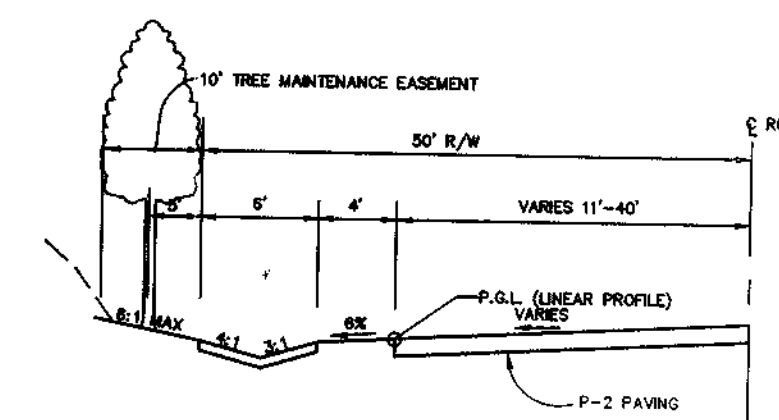 10' TREE MAINTENANCE EASEMENT
℄
50' R/W
5'
6'
4'
VARIES 11'-40'
P.G.L. (LINEAR PROFILE)
VARIES
6:1 MAX
4:1
3:1
6%
P-2 PAVING